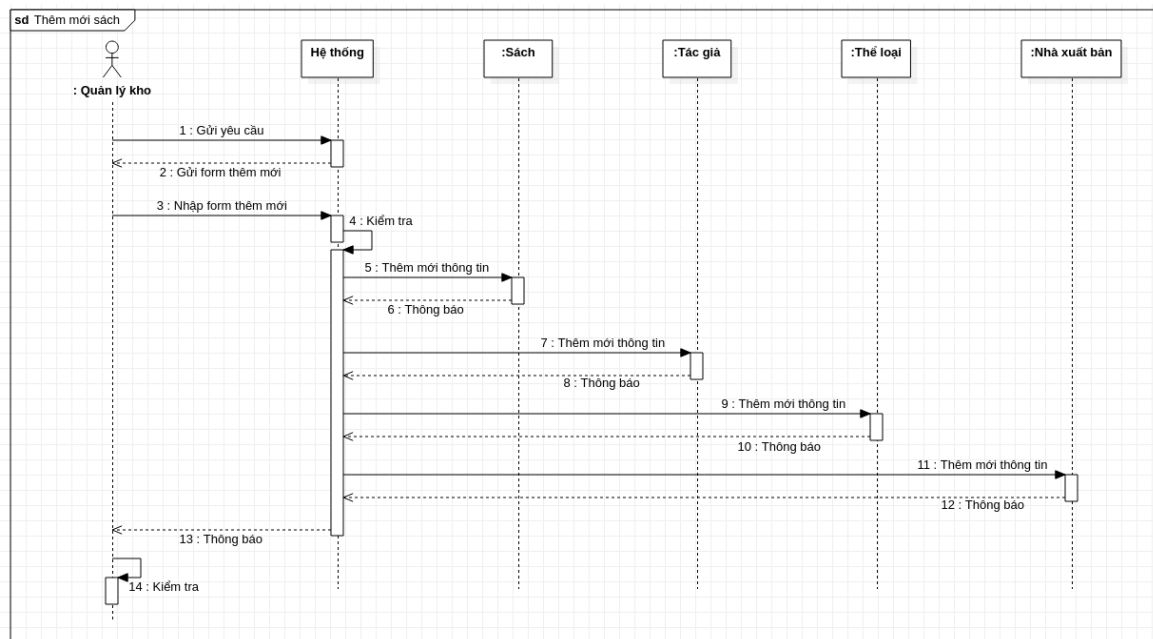 sd Thêm mới sách
: Quản lý kho
Hệ thống
:Sách
:Tác giả
:Thể loại
:Nhà xuất bản
1 : Gửi yêu cầu
2 : Gửi form thêm mới
3 : Nhập form thêm mới
4 : Kiểm tra
5 : Thêm mới thông tin
6 : Thông báo
7 : Thêm mới thông tin
8 : Thông báo
9 : Thêm mới thông tin
10 : Thông báo
11 : Thêm mới thông tin
12 : Thông báo
13 : Thông báo
14 : Kiểm tra